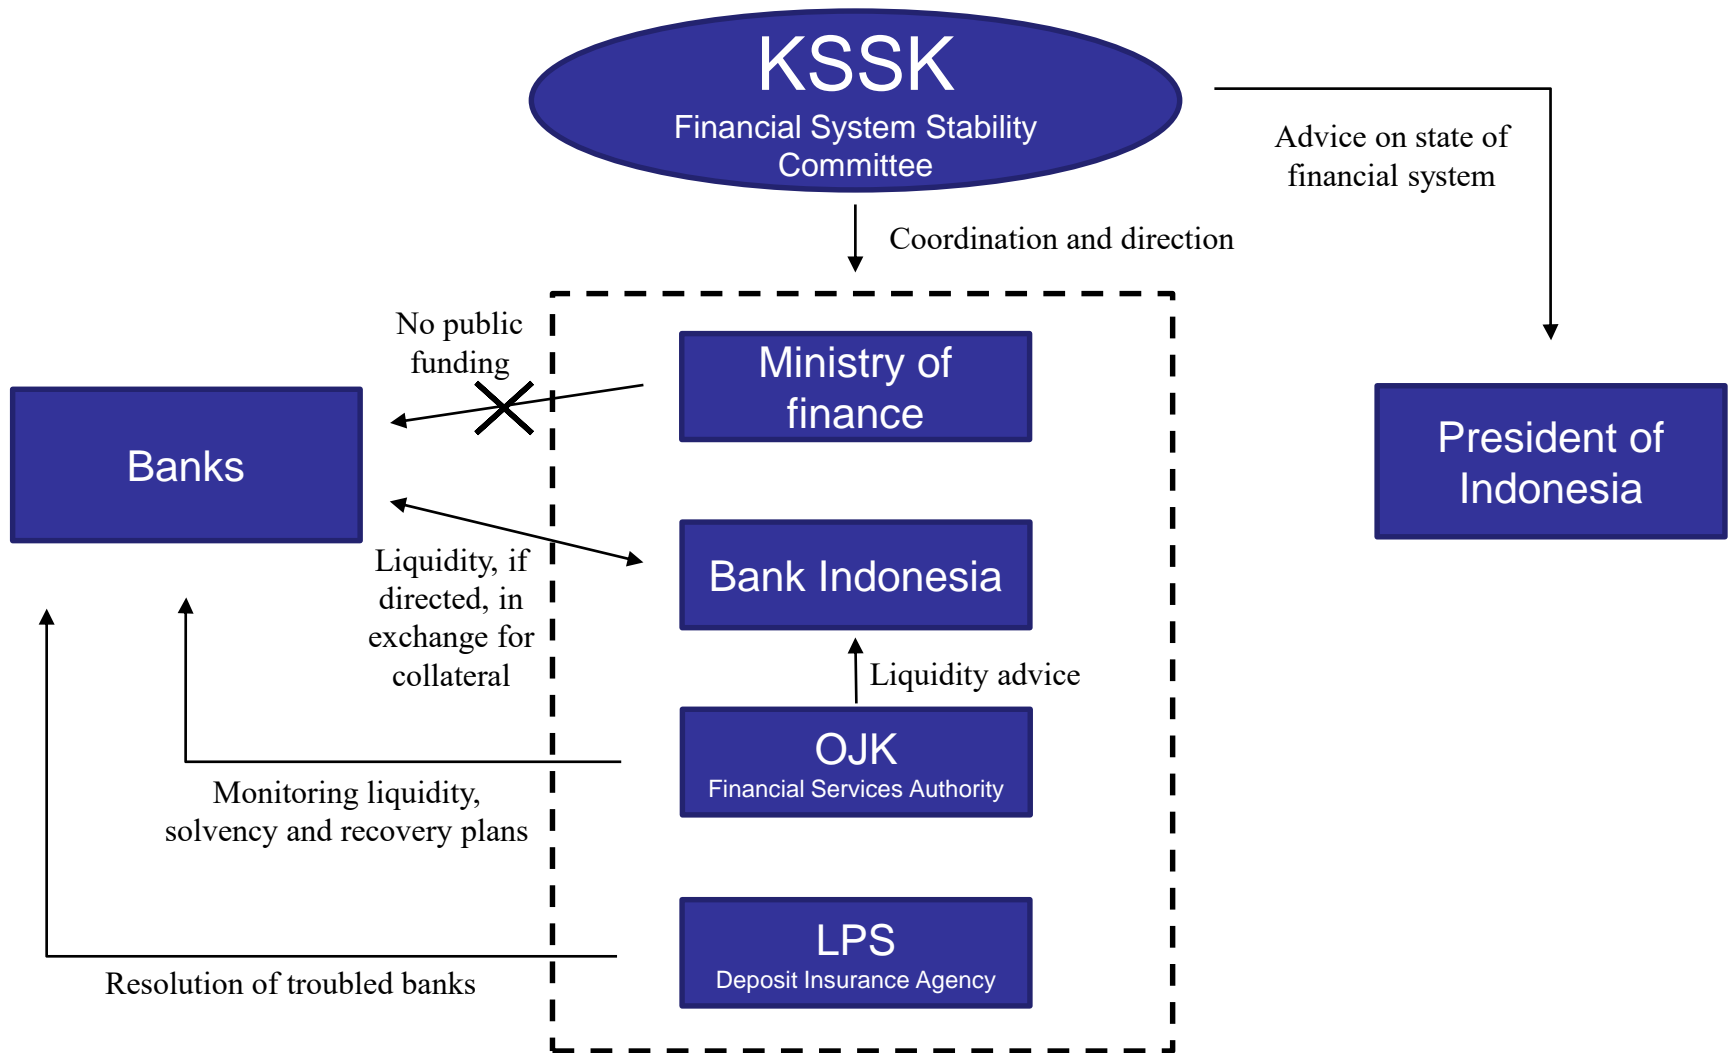 KSSK
Financial System Stability
Committee
Advice on state of
financial system
Coordination and direction
No public
funding
Ministry of
finance
Banks
President of
Indonesia
Bank Indonesia
Liquidity, if
directed, in
exchange for
collateral
Liquidity advice
OJK
Financial Services Authority
Monitoring liquidity,
solvency and recovery plans
LPS
Deposit Insurance Agency
Resolution of troubled banks